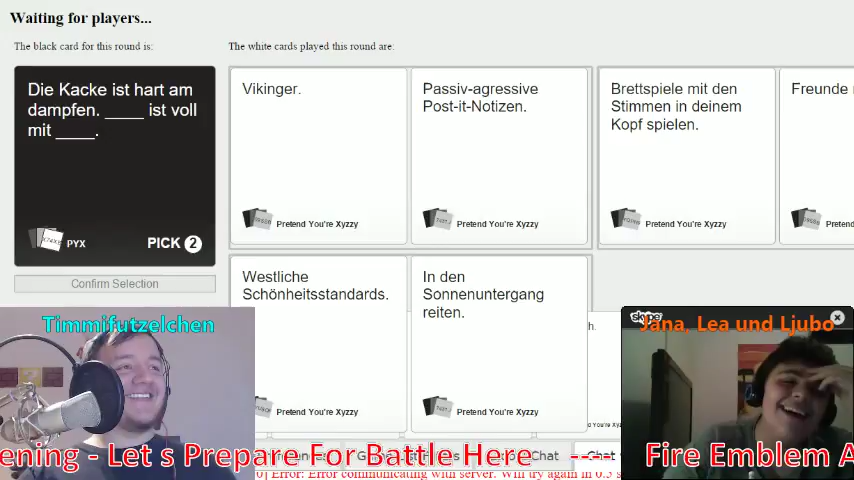 Waiting for players...
The black card for this round is:
The white cards played this round are:
Die Kacke ist hart am
dampfen. ____ ist voll
mit ____.
PYX
PICK 2
Confirm Selection
Vikinger.
Pretend You're Xyzzy
Passiv-agressive
Post-it-Notizen.
Pretend You're Xyzzy
Brettspiele mit den
Stimmen in deinem
Kopf spielen.
Pretend You're Xyzzy
Freunde
Pretend
Westliche
Schönheitsstandards.
Pretend You're Xyzzy
In den
Sonnenuntergang
reiten.
Pretend You're Xyzzy
Timmifutzelchen
skype
Jana, Lea und Ljubo
ening - Let s Prepare For Battle Here ----- Fire Emblem A
Chat
Error: Error communicating with server. Will try again in 0.5 s